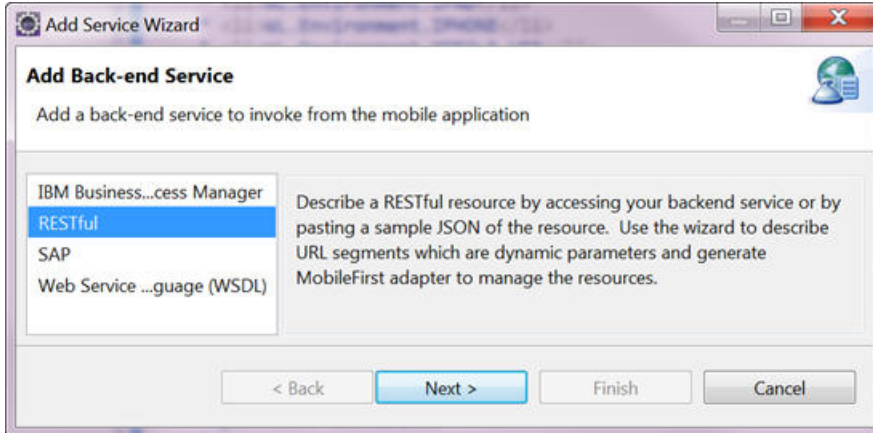 Add Service Wizard
Add Back-end Service
Add a back-end service to invoke from the mobile application
IBM Business...cess Manager
RESTful
SAP
Web Service ...guage (WSDL)
Describe a RESTful resource by accessing your backend service or by
pasting a sample JSON of the resource.  Use the wizard to describe
URL segments which are dynamic parameters and generate
MobileFirst adapter to manage the resources.
< Back
Next >
Finish
Cancel